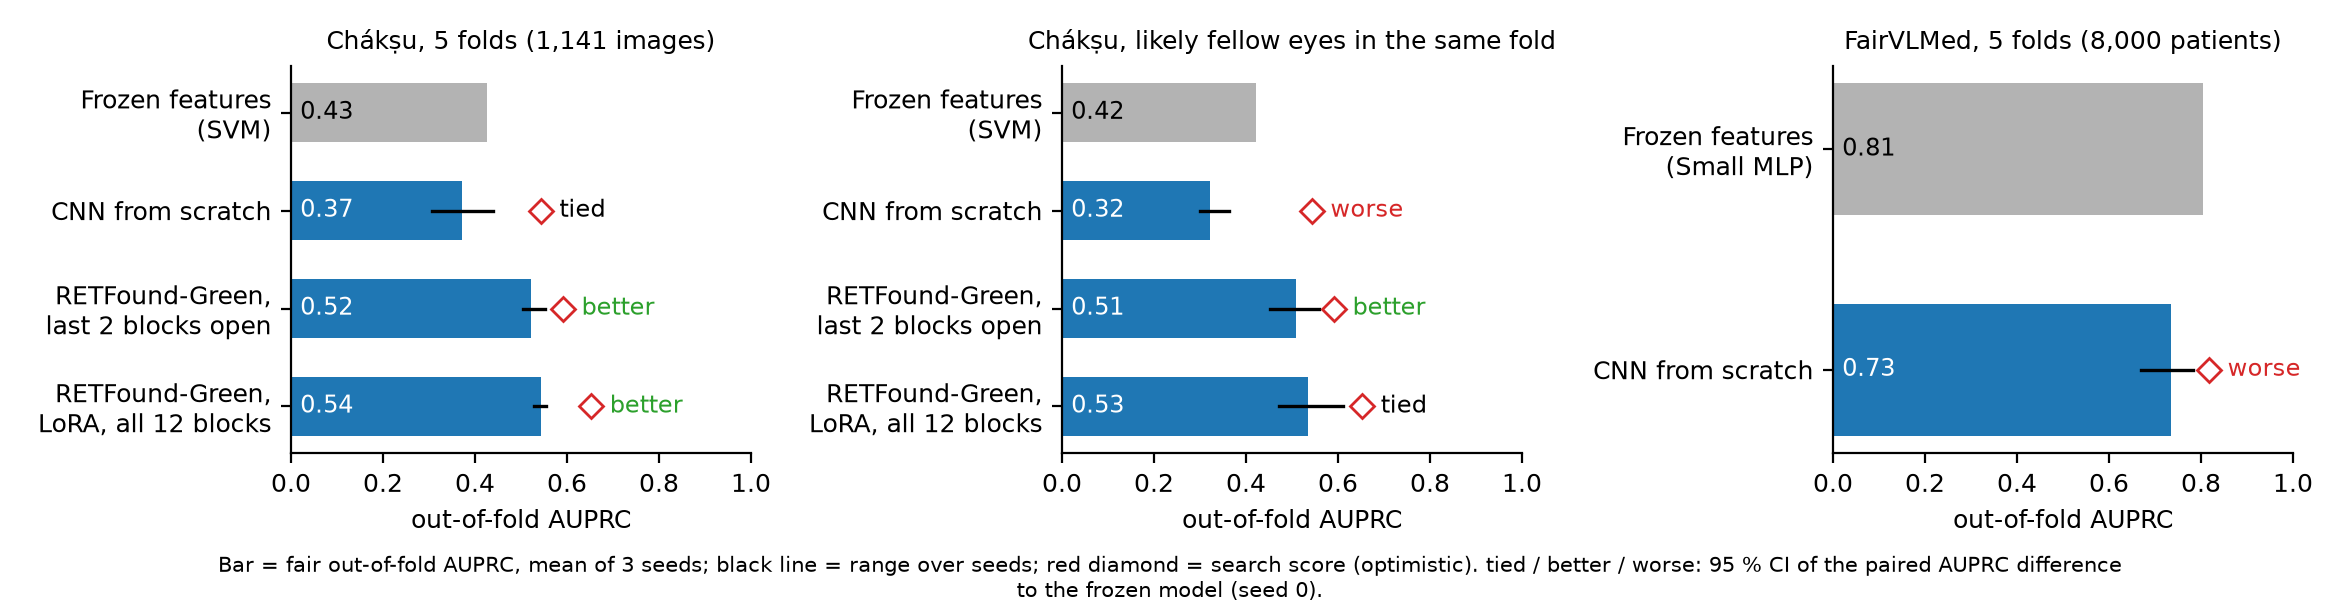 Chákṣu, 5 folds (1,141 images)
Frozen features
(SVM)
0.43
CNN from scratch
0.37
tied
RETFound-Green,
last 2 blocks open
0.52
better
RETFound-Green,
LoRA, all 12 blocks
0.54
better
0.0 0.2 0.4 0.6 0.8 1.0
out-of-fold AUPRC
Chákṣu, likely fellow eyes in the same fold
Frozen features
(SVM)
0.42
CNN from scratch
0.32
worse
RETFound-Green,
last 2 blocks open
0.51
better
RETFound-Green,
LoRA, all 12 blocks
0.53
tied
0.0 0.2 0.4 0.6 0.8 1.0
out-of-fold AUPRC
FairVLMed, 5 folds (8,000 patients)
Frozen features
(Small MLP)
0.81
CNN from scratch
0.73
worse
0.0 0.2 0.4 0.6 0.8 1.0
out-of-fold AUPRC
Bar = fair out-of-fold AUPRC, mean of 3 seeds; black line = range over seeds; red diamond = search score (optimistic). tied / better / worse: 95 % CI of the paired AUPRC difference
to the frozen model (seed 0).